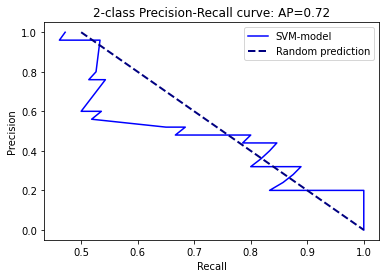 2-class Precision-Recall curve: AP=0.72
SVM-model
Random prediction
Precision
1.0
0.8
0.6
0.4
0.2
0.0
0.5
0.6
0.7
0.8
0.9
1.0
Recall